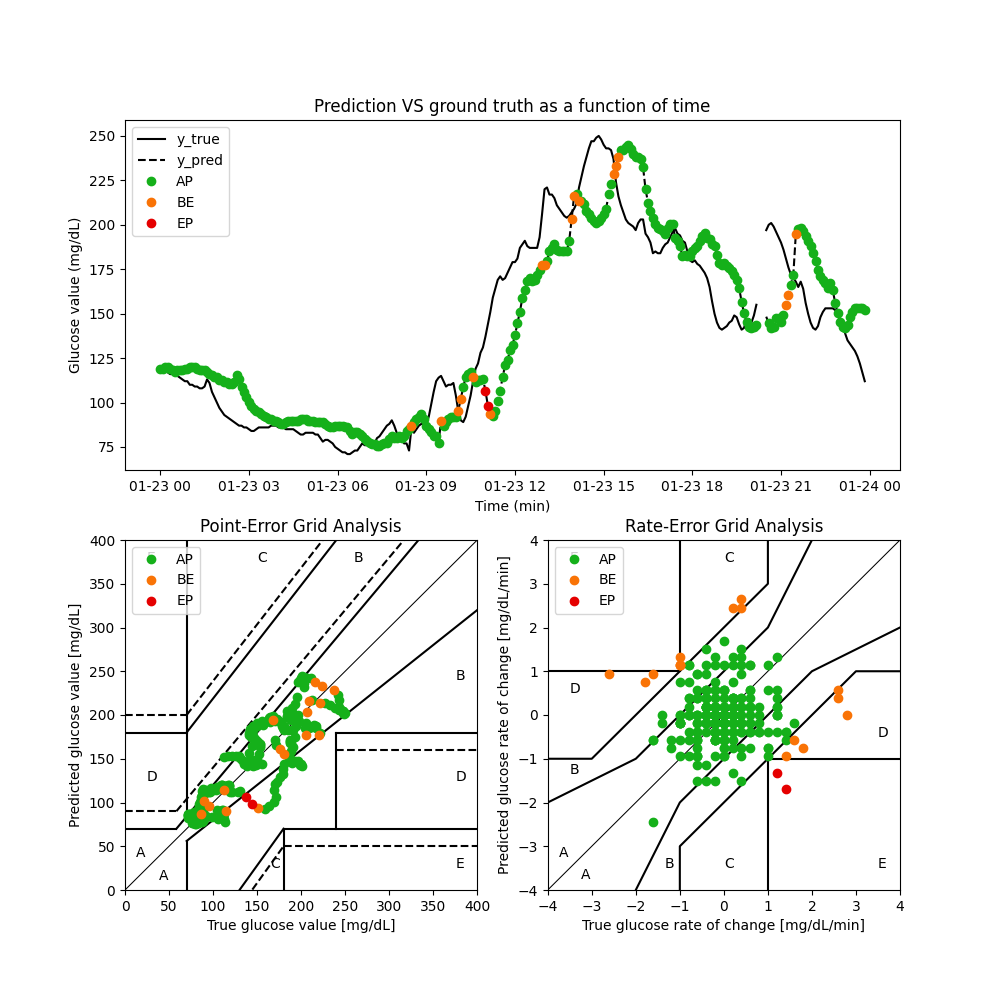 Prediction VS ground truth as a function of time
Glucose value (mg/dL)
250
225
200
175
150
125
100
75
y_true
y_pred
AP
BE
EP
01-23 00 01-23 03 01-23 06 01-23 09 01-23 12 01-23 15 01-23 18 01-23 21 01-24 00
Time (min)
Point-Error Grid Analysis
Predicted glucose value [mg/dL]
400
350
300
250
200
150
100
50
0
AP
BE
EP
C B
B
D D
A
A
C E
0 50 100 150 200 250 300 350 400
True glucose value [mg/dL]
Rate-Error Grid Analysis
Predicted glucose rate of change [mg/dL/min]
4
3
2
1
0
−1
−2
−3
−4
AP
BE
EP
C
D
D
B
A
A
B C E
−4 −3 −2 −1 0 1 2 3 4
True glucose rate of change [mg/dL/min]